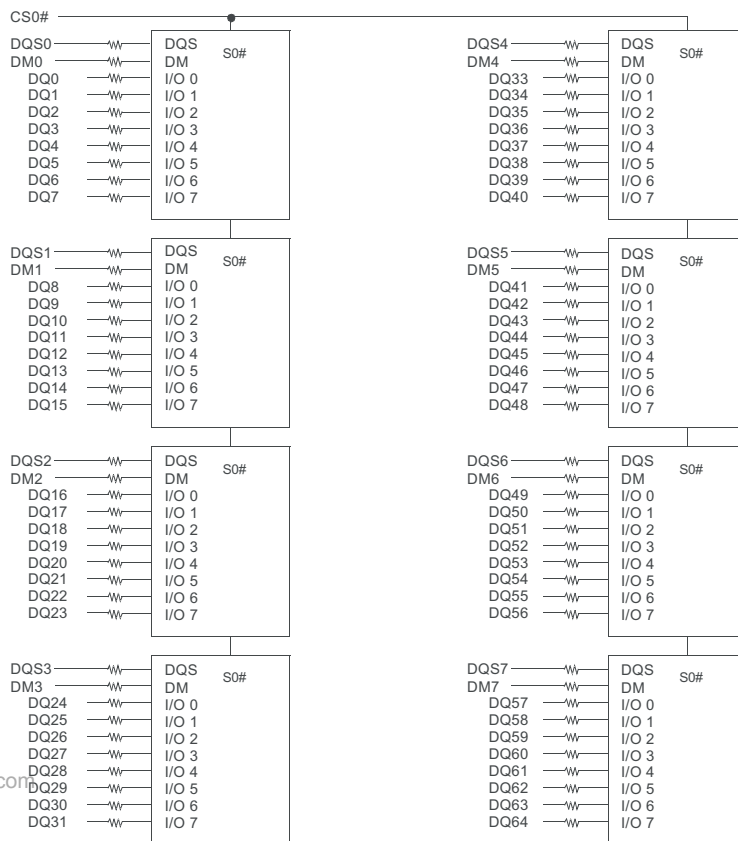 CS0#
DQS0 DQS S0#
DM0 DM
DQ0 I/O 0
DQ1 I/O 1
DQ2 I/O 2
DQ3 I/O 3
DQ4 I/O 4
DQ5 I/O 5
DQ6 I/O 6
DQ7 I/O 7
DQS1 DQS S0#
DM1 DM
DQ8 I/O 0
DQ9 I/O 1
DQ10 I/O 2
DQ11 I/O 3
DQ12 I/O 4
DQ13 I/O 5
DQ14 I/O 6
DQ15 I/O 7
DQS2 DQS S0#
DM2 DM
DQ16 I/O 0
DQ17 I/O 1
DQ18 I/O 2
DQ19 I/O 3
DQ20 I/O 4
DQ21 I/O 5
DQ22 I/O 6
DQ23 I/O 7
DQS3 DQS S0#
DM3 DM
DQ24 I/O 0
DQ25 I/O 1
DQ26 I/O 2
DQ27 I/O 3
DQ28 I/O 4
com
DQ29 I/O 5
DQ30 I/O 6
DQ31 I/O 7
DQS4 DQS S0#
DM4 DM
DQ33 I/O 0
DQ34 I/O 1
DQ35 I/O 2
DQ36 I/O 3
DQ37 I/O 4
DQ38 I/O 5
DQ39 I/O 6
DQ40 I/O 7
DQS5 DQS S0#
DM5 DM
DQ41 I/O 0
DQ42 I/O 1
DQ43 I/O 2
DQ44 I/O 3
DQ45 I/O 4
DQ46 I/O 5
DQ47 I/O 6
DQ48 I/O 7
DQS6 DQS S0#
DM6 DM
DQ49 I/O 0
DQ50 I/O 1
DQ51 I/O 2
DQ52 I/O 3
DQ53 I/O 4
DQ54 I/O 5
DQ55 I/O 6
DQ56 I/O 7
DQS7 DQS S0#
DM7 DM
DQ57 I/O 0
DQ58 I/O 1
DQ59 I/O 2
DQ60 I/O 3
DQ61 I/O 4
DQ62 I/O 5
DQ63 I/O 6
DQ64 I/O 7